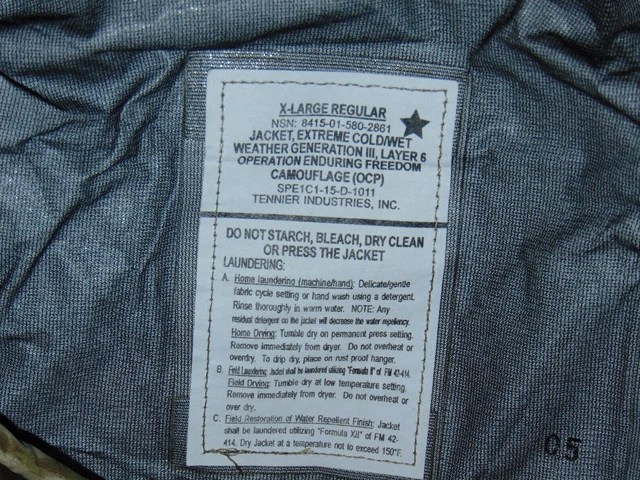 X-LARGE REGULAR
NSN: 8415-01-580-2861
JACKET, EXTREME COLD/WET
WEATHER GENERATION III, LAYER 6
OPERATION ENDURING FREEDOM
CAMOUFLAGE (OCP)
SPE1C1-15-D-1011
TENNIER INDUSTRIES, INC.
DO NOT STARCH, BLEACH, DRY CLEAN
OR PRESS THE JACKET
LAUNDERING:
A. Home laundering (machine/hand): Delicate/gentle
fabric cycle setting or hand wash using a detergent.
Rinse thoroughly in warm water. NOTE: Any
residual detergent on the jacket will decrease the water repellency.
Home Drying: Tumble dry on permanent press setting.
Remove immediately from dryer. Do not overheat or
overdry. To drip dry, place on rust proof hanger.
B. Field Laundering: Jacket shall be laundered utilizing "Formula II" of FM 42-414.
Field Drying: Tumble dry at low temperature setting.
Remove immediately from dryer. Do not overheat or
over dry.
C. Field Restoration of Water Repellent Finish: Jacket
shall be laundered utilizing "Formula XII" of FM 42-
414. Dry Jacket at a temperature not to exceed 150°F.
05